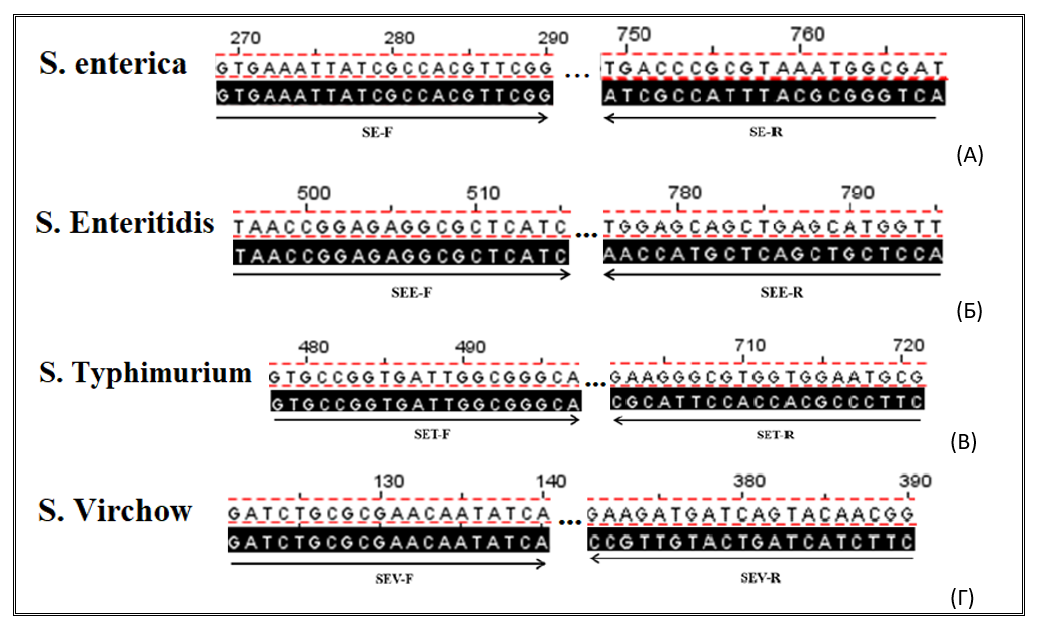 270 280 290 750 760
S. enterica GTGAAATTATCGCCACGTTCGG ... TGACCCGCGTAAATGGCGAT
GTGAAATTATCGCCACGTTCGG ATCGCCATTTACGCGGGTCA
SE-F SE-R
(А)
500 510 780 790
S. Enteritidis TAACCGGAGAGGCGCTCATC ... TGGAGCAGCTGAGCATGGTT
TAACCGGAGAGGCGCTCATC AACCATGCTCAGCTGCTCCA
SEE-F SEE-R
(Б)
480 490 710 720
S. Typhimurium GTGCCGGTGATTGGCGGGCA ... GAAGGGCGTGGTGGAATGCG
GTGCCGGTGATTGGCGGGCA CGCATTCCACCACGCCCTTC
SET-F SET-R
(В)
130 140 380 390
S. Virchow GATCTGCGCGAACAATATCA ... GAAGATGATCAGTACAACGG
GATCTGCGCGAACAATATCA CCGTTGTACTGATCATCTTC
SEV-F SEV-R
(Г)